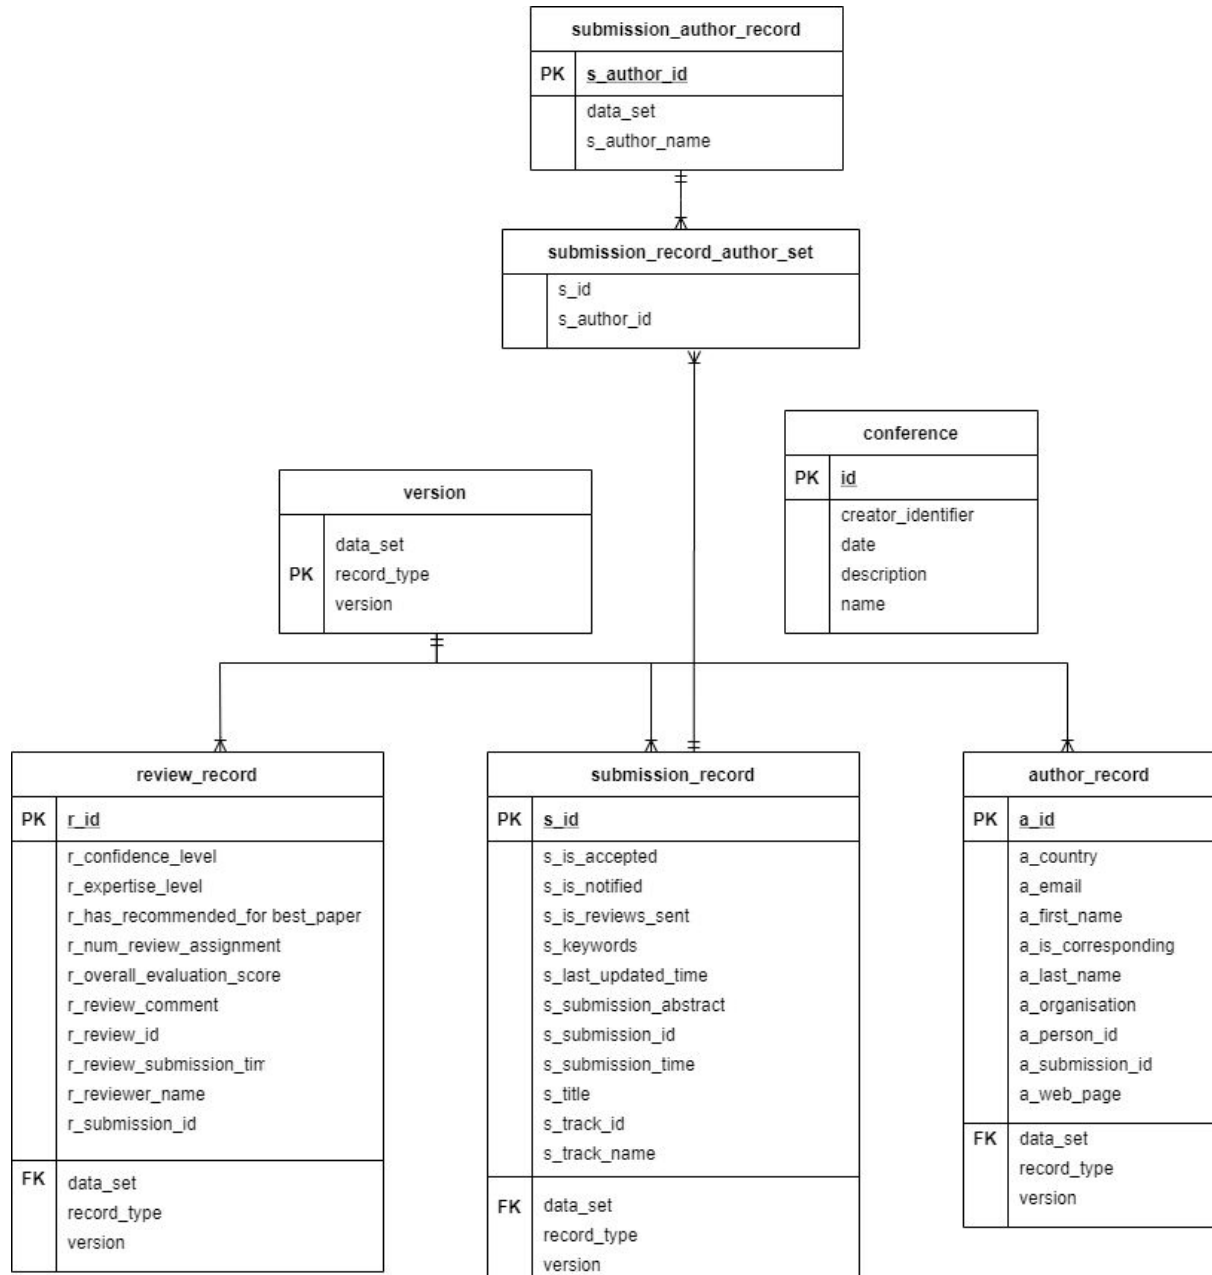 submission_author_record
PK s_author_id
data_set
s_author_name
submission_record_author_set
s_id
s_author_id
conference
PK id
creator_identifier
date
description
name
version
data_set
PK record_type
version
review_record
PK r_id
r_confidence_level
r_expertise_level
r_has_recommended_for best_paper
r_num_review_assignment
r_overall_evaluation_score
r_review_comment
r_review_id
r_review_submission_tim
r_reviewer_name
r_submission_id
FK data_set
record_type
version
submission_record
PK s_id
s_is_accepted
s_is_notified
s_is_reviews_sent
s_keywords
s_last_updated_time
s_submission_abstract
s_submission_id
s_submission_time
s_title
s_track_id
s_track_name
FK data_set
record_type
version
author_record
PK a_id
a_country
a_email
a_first_name
a_is_corresponding
a_last_name
a_organisation
a_person_id
a_submission_id
a_web_page
FK data_set
record_type
version